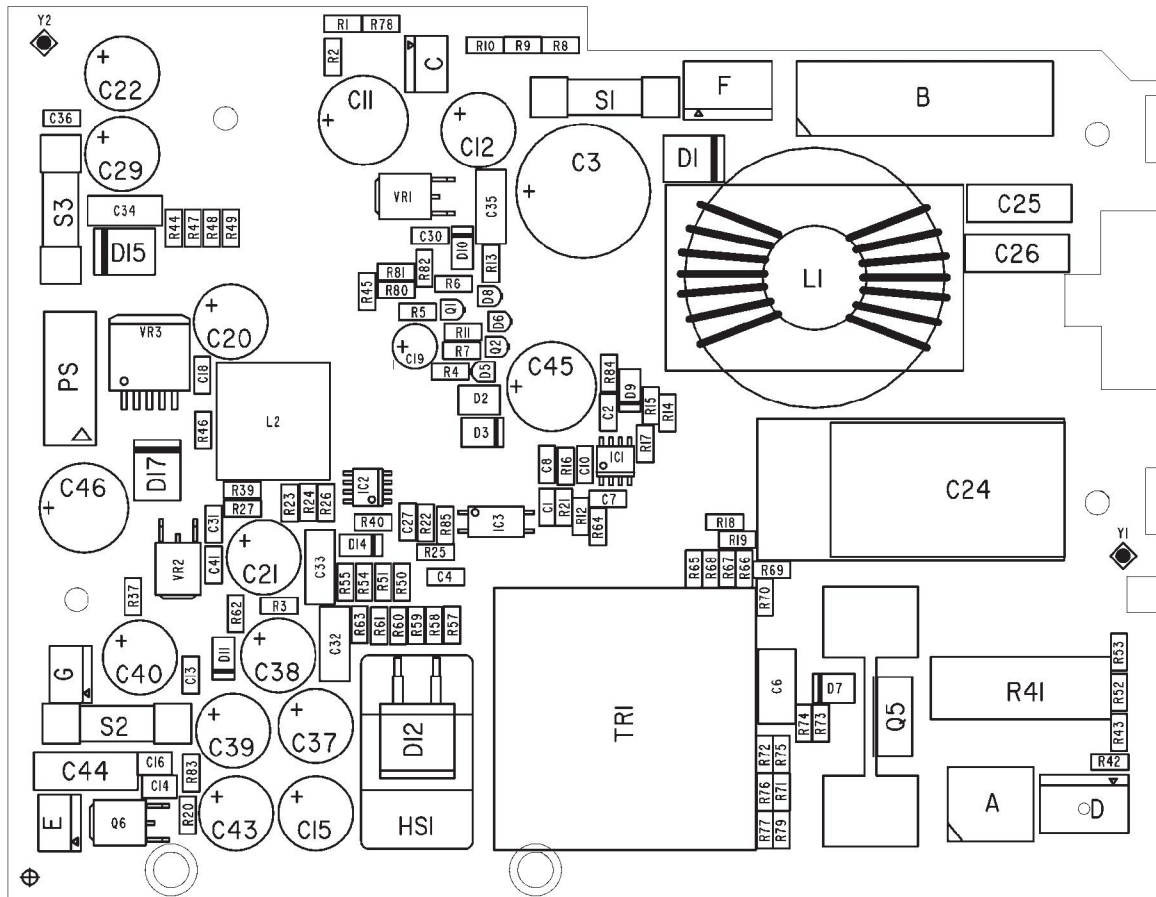 Y2
R1 R78
R2
C
R10 R9 R8
C22
C11
S1
F
B
C36
C29
C12
C3
D1
S3
C34
R44 R47 R48 R49
VR1
C35
C25
D15
C30
D10
R13
C26
R81
R82
R80
R45
R6
D8
L1
R5
Q1
D6
PS
VR3
C20
R11
C19
R7
Q2
R4
D5
C45
R84
D9
C18
D2
C2
R15
R14
R46
L2
D3
R17
D17
C8
R16
C10
IC1
C24
C46
R39
R27
R23
R24
R26
IC2
C7
C1
R21
R12
R64
C31
R40
C27
R22
R85
IC3
R18
R19
Y1
VR2
C41
C21
C33
D14
R25
R65 R68 R67 R66
R69
R55 R54 R51 R50
C4
R70
R37
R62
R3
C32
R63 R61 R60 R59 R58 R57
C40
D11
C38
G
C13
C6
D7
R53
R41
R52
S2
C39
C37
D12
TR1
R74 R73
Q5
R43
C44
C16
C14
R83
R72 R75
R42
E
Q6
R20
C43
C15
HS1
R76 R71
R77 R79
A
D